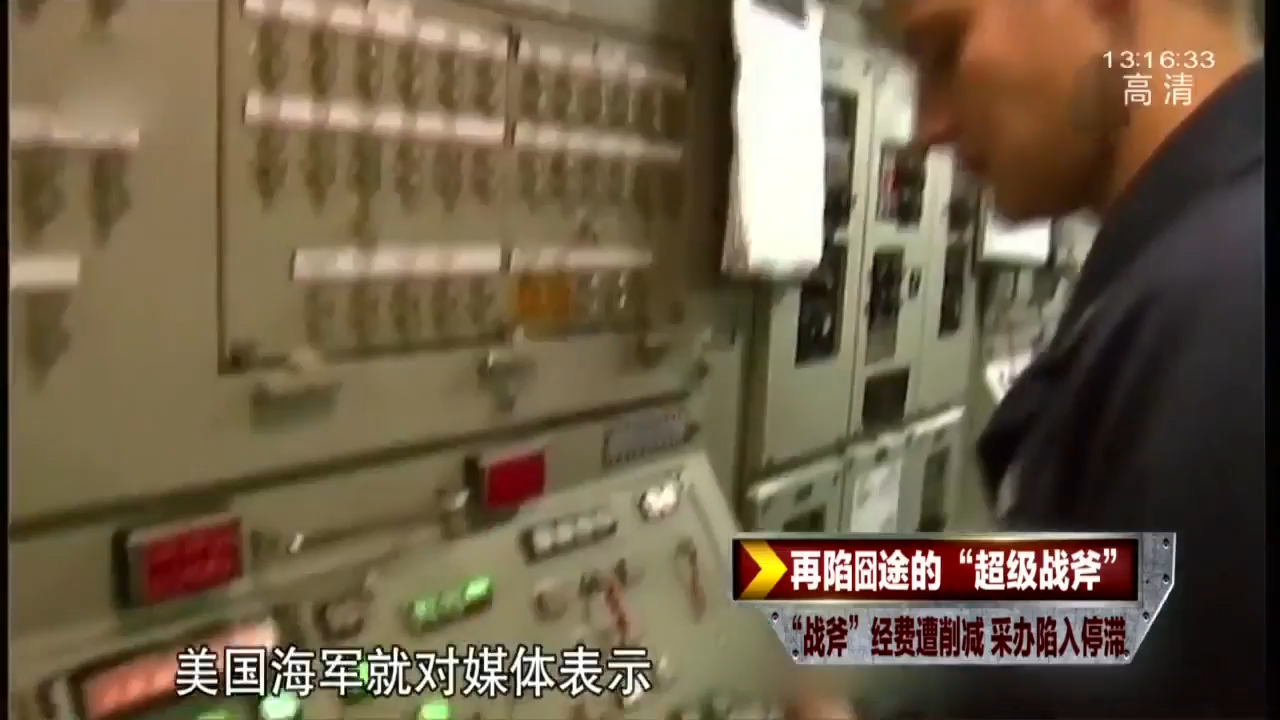 13:16:33
高清
再陷囧途的“超级战斧”
“战斧”经费遭削减 采办陷入停滞
美国海军就对媒体表示